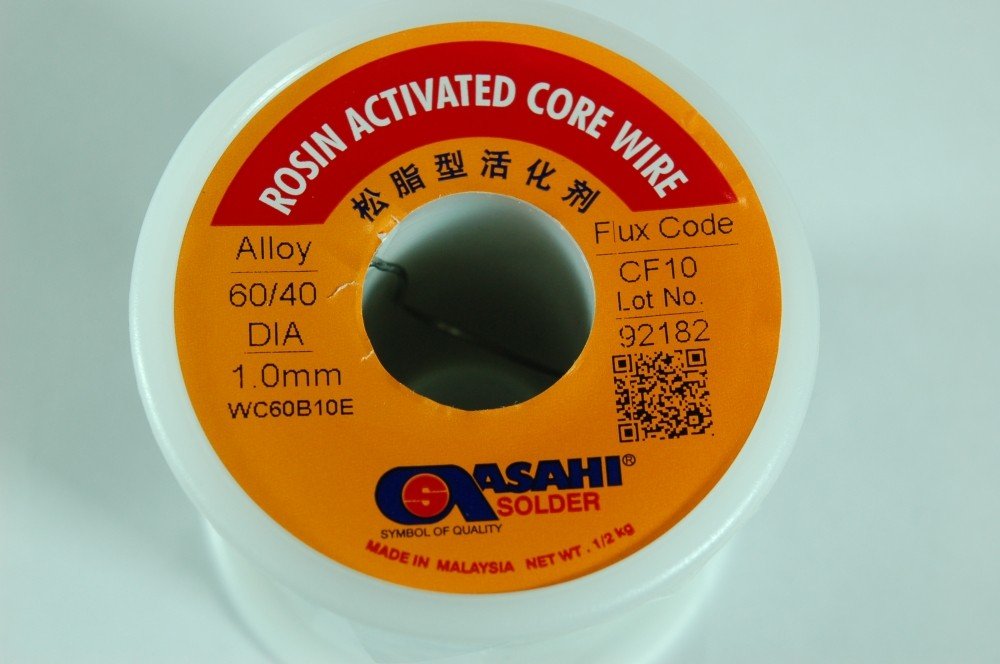 ROSIN ACTIVATED CORE WIRE
松脂型活化剂
Alloy
60/40
DIA
1.0mm
WC60B10E
Flux Code
CF10
Lot No.
92182
ASAHI®
SOLDER
SYMBOL OF QUALITY
MADE IN MALAYSIA NET WT. 1/2 kg